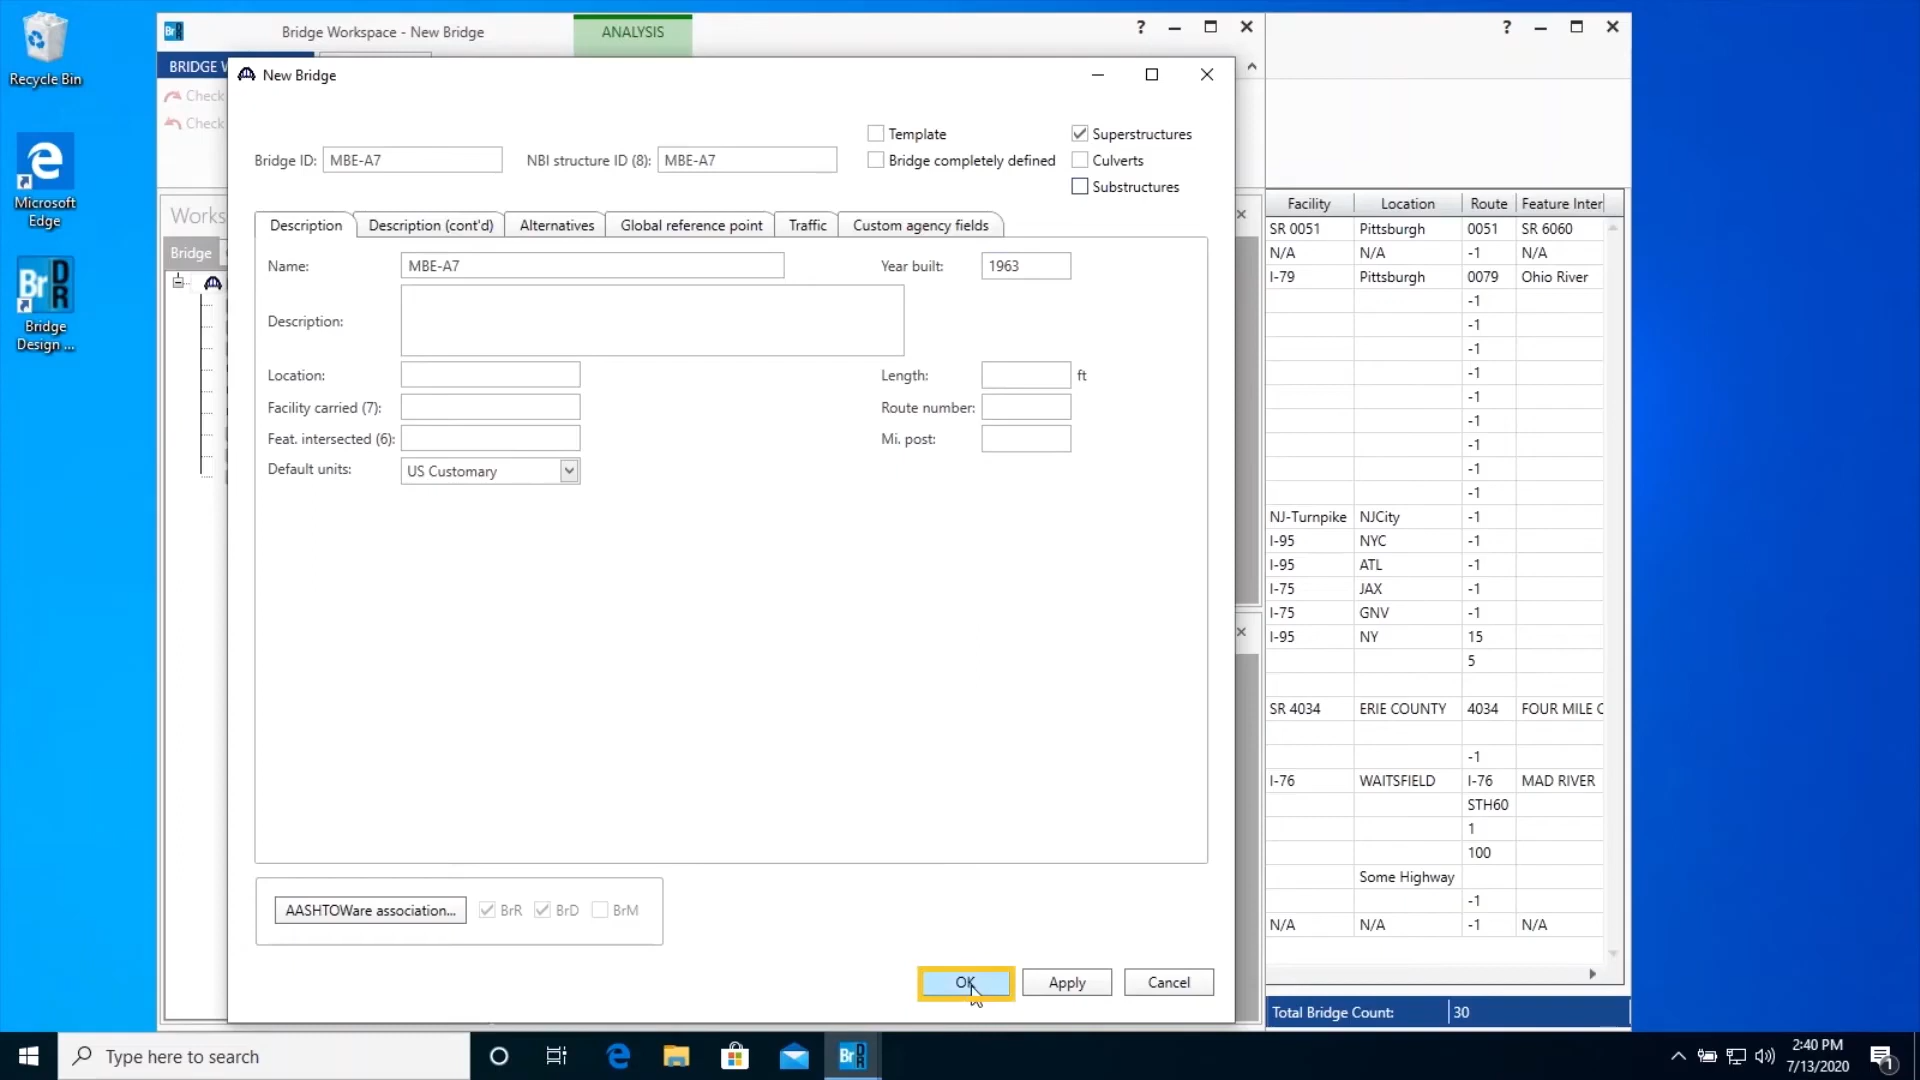 Recycle Bin
Microsoft
Edge
Bridge
Design ...
Bridge Workspace - New Bridge
ANALYSIS
BRIDGE W
Check
Check
Works
Bridge
New Bridge
Bridge ID: MBE-A7
NBI structure ID (8): MBE-A7
Template
Bridge completely defined
Superstructures
Culverts
Substructures
Description
Description (cont'd)
Alternatives
Global reference point
Traffic
Custom agency fields
Name: MBE-A7
Year built: 1963
Description:
Location:
Length: ft
Facility carried (7):
Route number:
Feat. intersected (6):
Mi. post:
Default units: US Customary
AASHTOWare association...
BrR
BrD
BrM
OK
Apply
Cancel
Facility Location Route Feature Inter
SR 0051 Pittsburgh 0051 SR 6060
N/A N/A -1 N/A
I-79 Pittsburgh 0079 Ohio River
-1
-1
-1
-1
-1
-1
-1
-1
-1
NJ-Turnpike NJCity -1
I-95 NYC -1
I-95 ATL -1
I-75 JAX -1
I-75 GNV -1
I-95 NY 15
5
SR 4034 ERIE COUNTY 4034 FOUR MILE C
-1
I-76 WAITSFIELD I-76 MAD RIVER
STH60
1
100
Some Highway
-1
N/A N/A -1 N/A
Total Bridge Count: 30
Type here to search
2:40 PM
7/13/2020
1